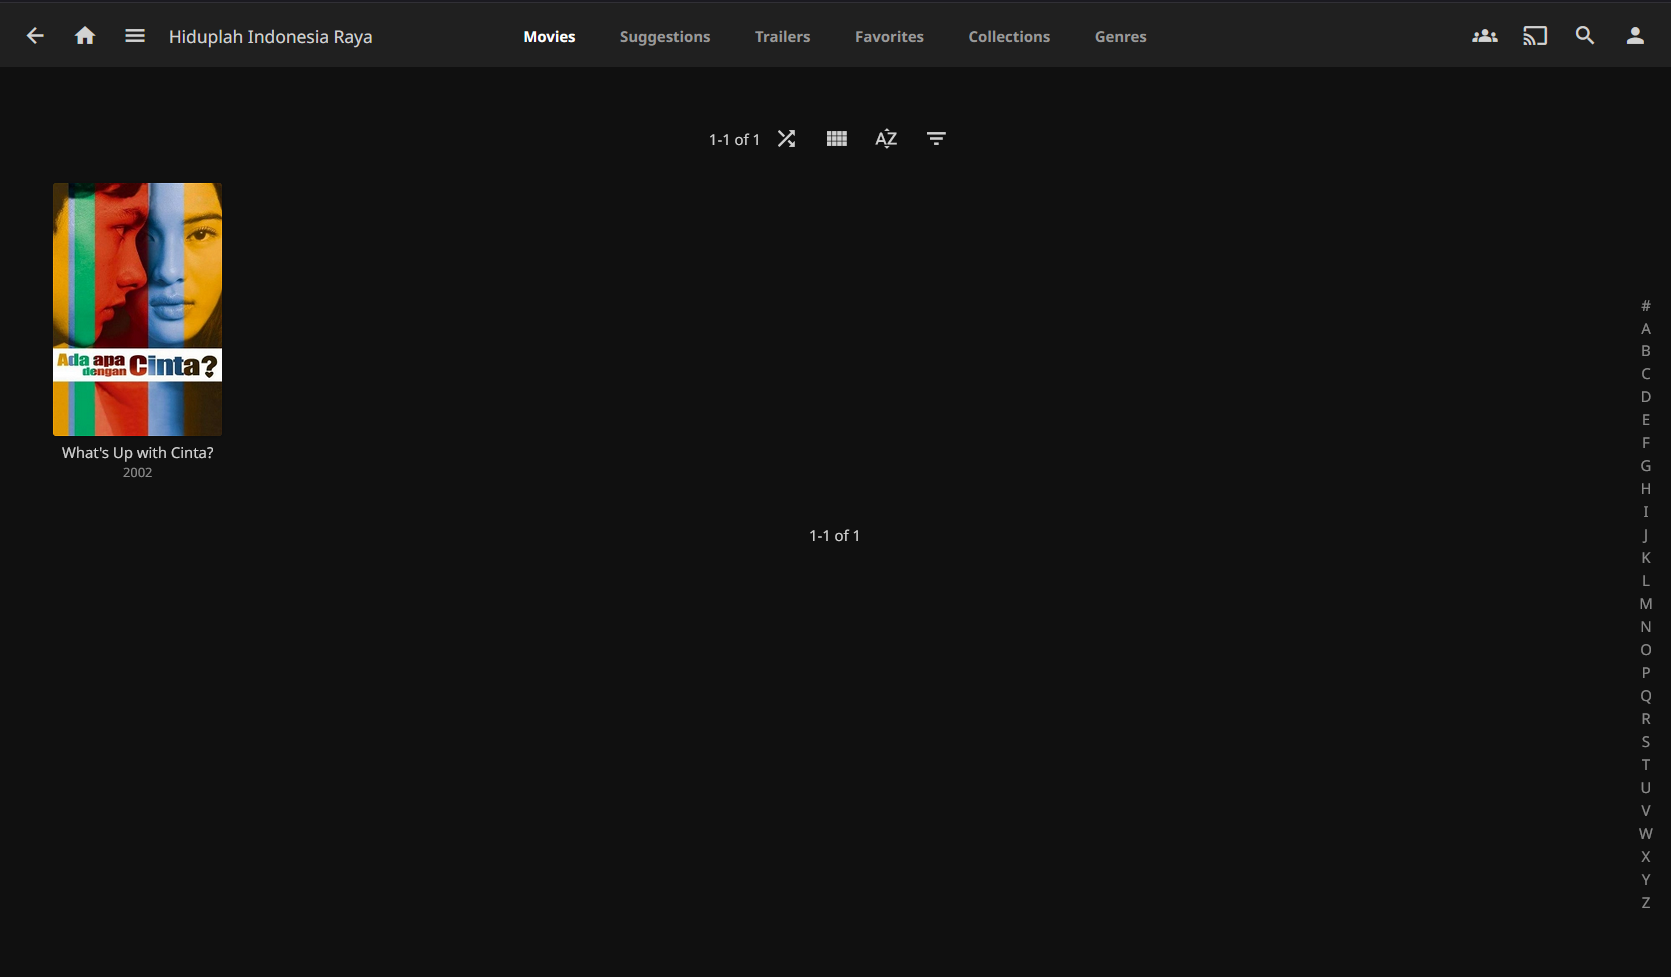 Hiduplah Indonesia Raya
Movies
Suggestions
Trailers
Favorites
Collections
Genres
1-1 of 1
AZ
Ada apa
dengan
Cinta?
What's Up with Cinta?
2002
1-1 of 1
#
A
B
C
D
E
F
G
H
I
J
K
L
M
N
O
P
Q
R
S
T
U
V
W
X
Y
Z